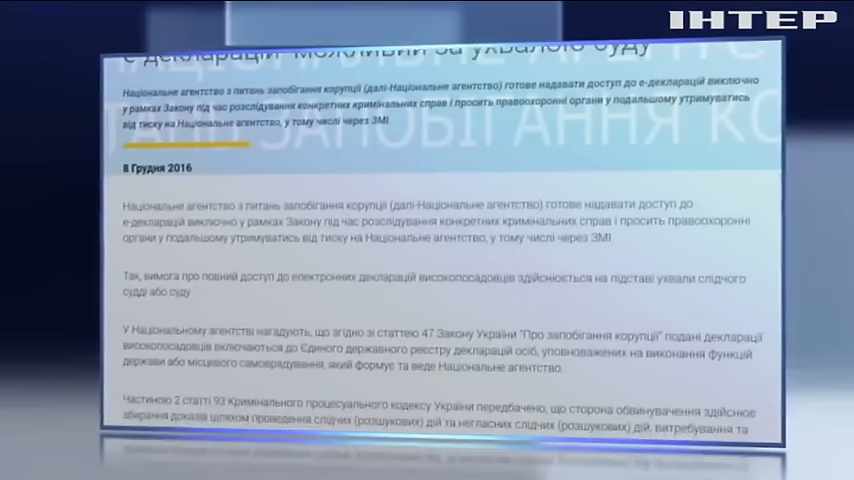 ІНТЕР
е-декларацій можливий за ухвалою суду
Національне агентство з питань запобігання корупції (далі-Національне агентство) готове надавати доступ до е-декларацій виключно
у рамках Закону під час розслідування конкретних кримінальних справ і просить правоохоронні органи у подальшому утримуватись
від тиску на Національне агентство, у тому числі через ЗМІ.
ЗАПОБІГАННЯ КО
8 Грудня 2016
Національне агентство з питань запобігання корупції (далі-Національне агентство) готове надавати доступ до
е-декларацій виключно у рамках Закону під час розслідування конкретних кримінальних справ і просить правоохоронні
органи у подальшому утримуватись від тиску на Національне агентство, у тому числі через ЗМІ
Так, вимога про повний доступ до електронних декларацій високопосадовців здійснюється на підставі ухвали слідчого
судді або суду
У Національному агентстві нагадують, що згідно зі статтею 47 Закону України "Про запобігання корупції" подані декларації
високопосадовців включаються до Єдиного державного реєстру декларацій осіб, уповноважених на виконання функцій
держави або місцевого самоврядування, який формує та веде Національне агентство.
Частиною 2 статті 93 Кримінального процесуального кодексу України передбачено, що сторона обвинувачення здійснює
збирання доказів шляхом проведення слідчих (розшукових) дій та негласних слідчих (розшукових) дій, витребування та